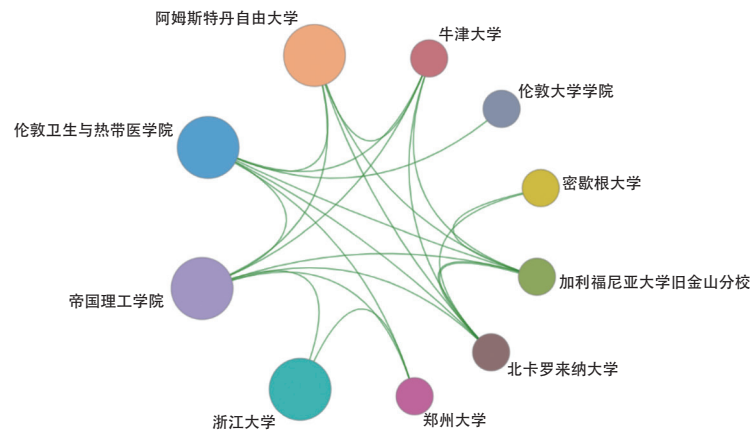 阿姆斯特丹自由大学
牛津大学
伦敦大学学院
伦敦卫生与热带医学院
密歇根大学
加利福尼亚大学旧金山分校
帝国理工学院
北卡罗来纳大学
浙江大学
郑州大学